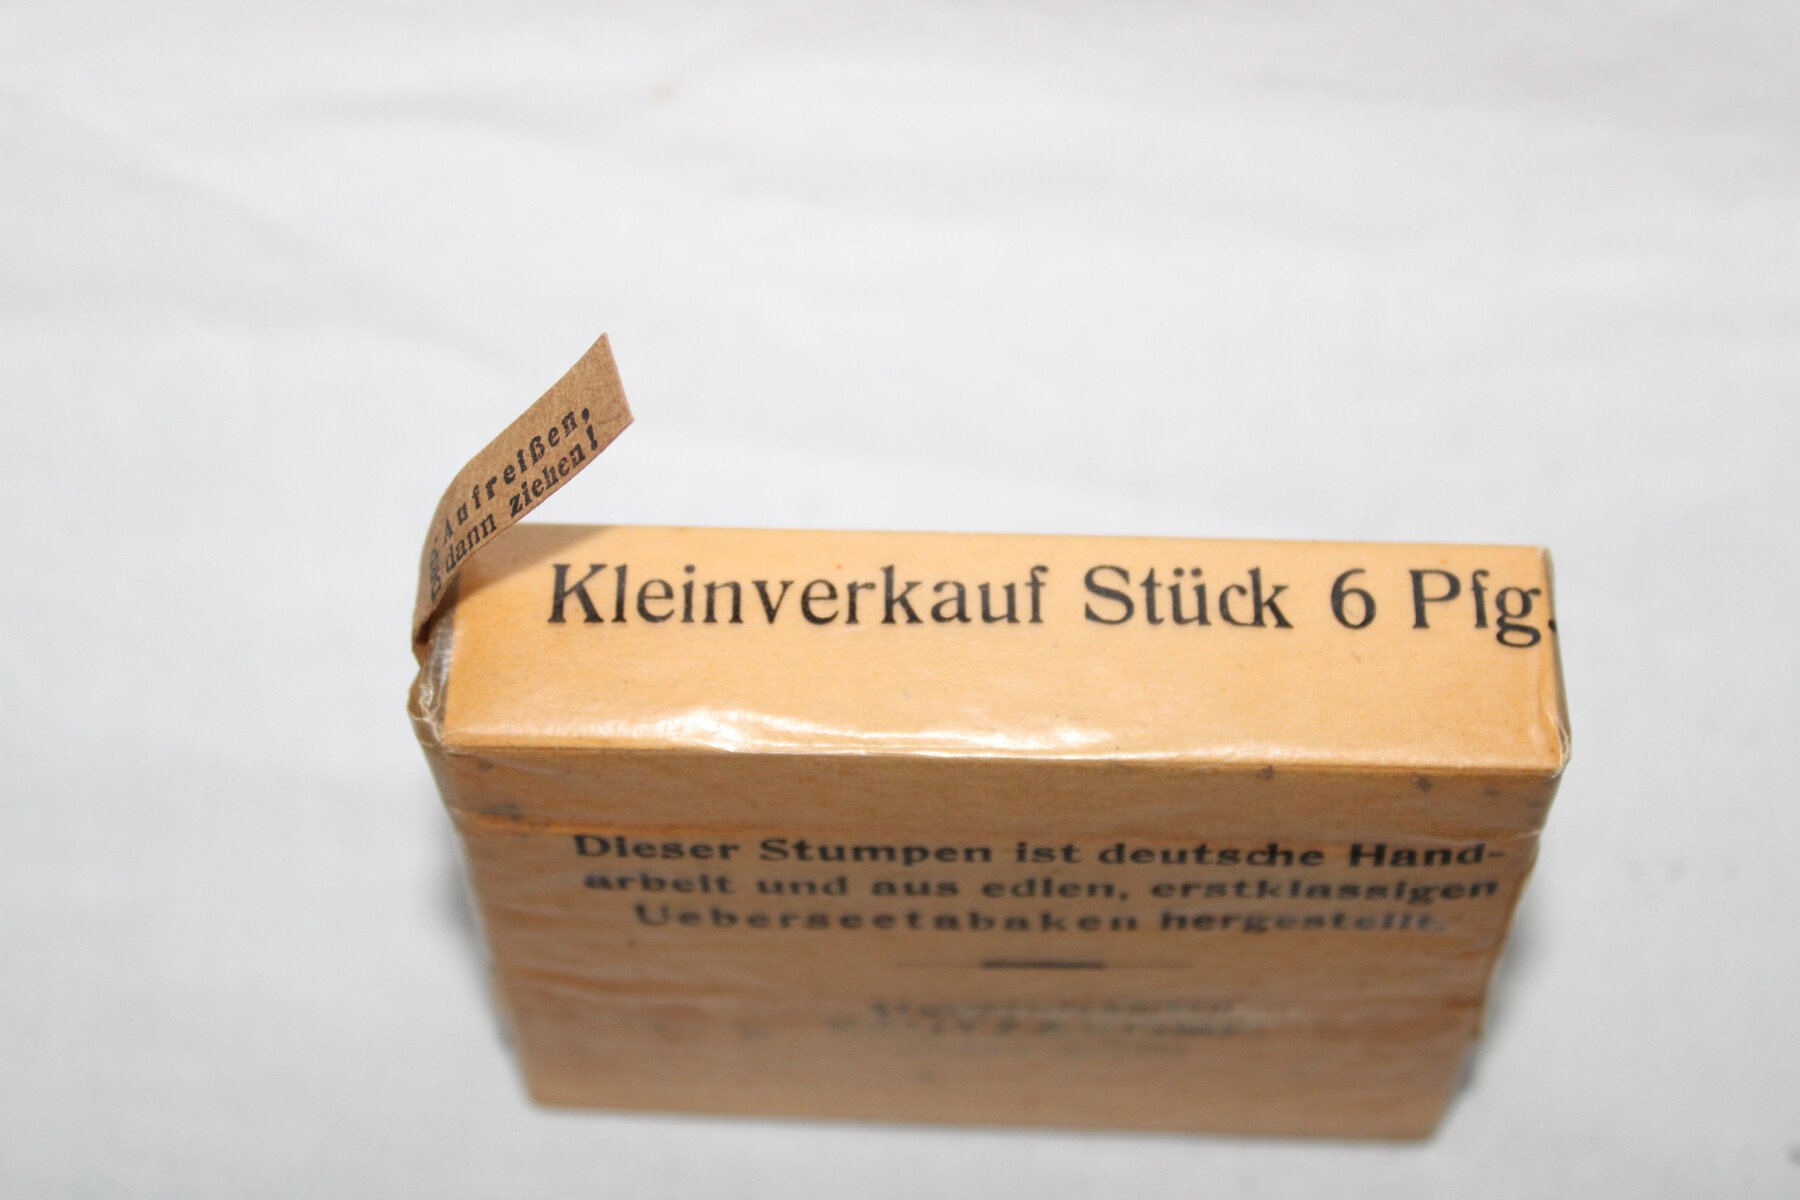 Aufreißen,
dann ziehen!
Kleinverkauf Stück 6 Pfg.
Dieser Stumpen ist deutsche Hand-
arbeit und aus edlen, erstklassigen
Ueberseetabaken hergestellt.